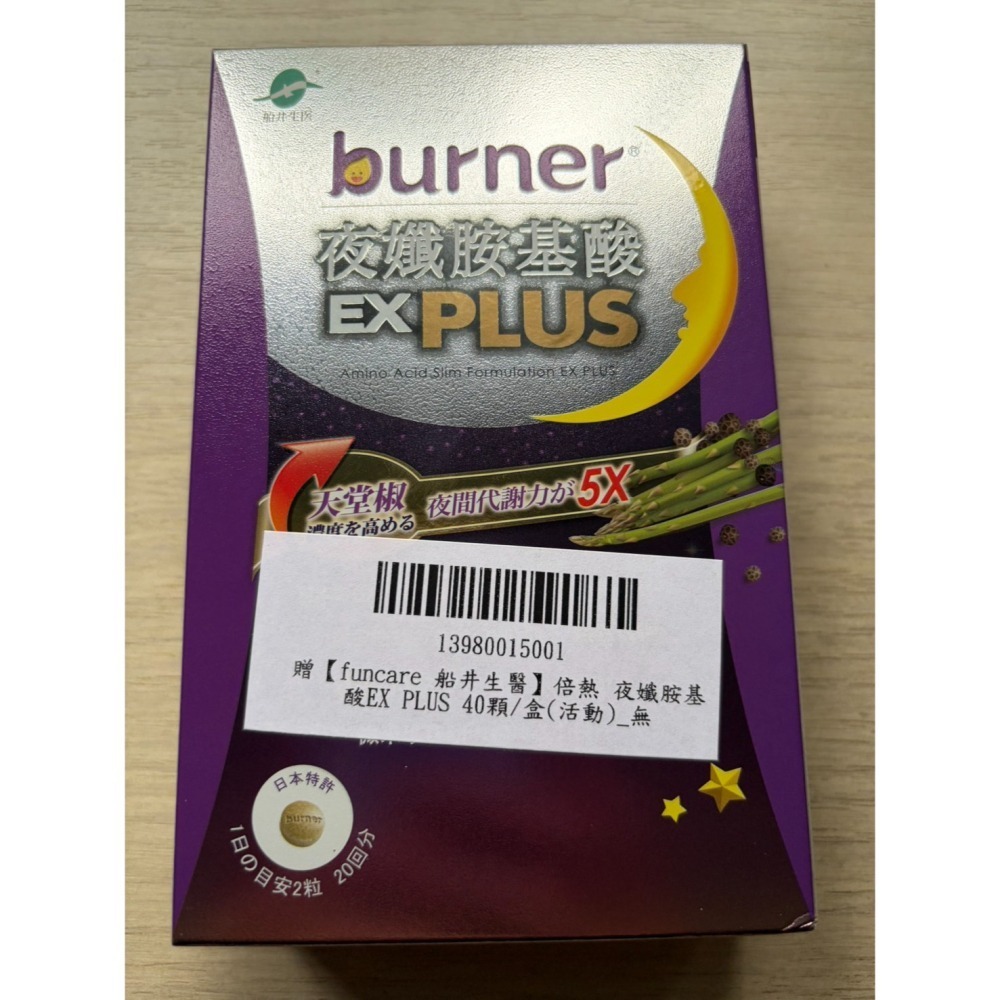 船井生医
burner®
夜孅胺基酸
EX PLUS
Amino Acid Slim Formulation EX PLUS
天堂椒 夜間代謝力が 5X
濃度を高める
13980015001
贈【funcare 船井生醫】倍熱 夜孅胺基
酸EX PLUS 40顆/盒(活動)_無
日本特許
burner
1日の目安2粒 20回分